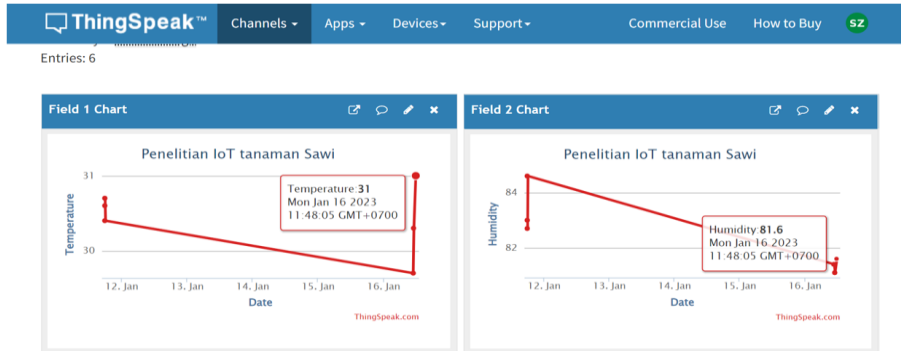 ThingSpeak™ Channels Apps Devices Support Commercial Use How to Buy SZ
Entries: 6
Field 1 Chart
Penelitian IoT tanaman Sawi
31
30
Temperature
Temperature:31
Mon Jan 16 2023
11:48:05 GMT+0700
12. Jan 13. Jan 14. Jan 15. Jan 16. Jan
Date
ThingSpeak.com
Field 2 Chart
Penelitian IoT tanaman Sawi
84
82
Humidity
Humidity:81.6
Mon Jan 16 2023
11:48:05 GMT+0700
12. Jan 13. Jan 14. Jan 15. Jan 16. Jan
Date
ThingSpeak.com